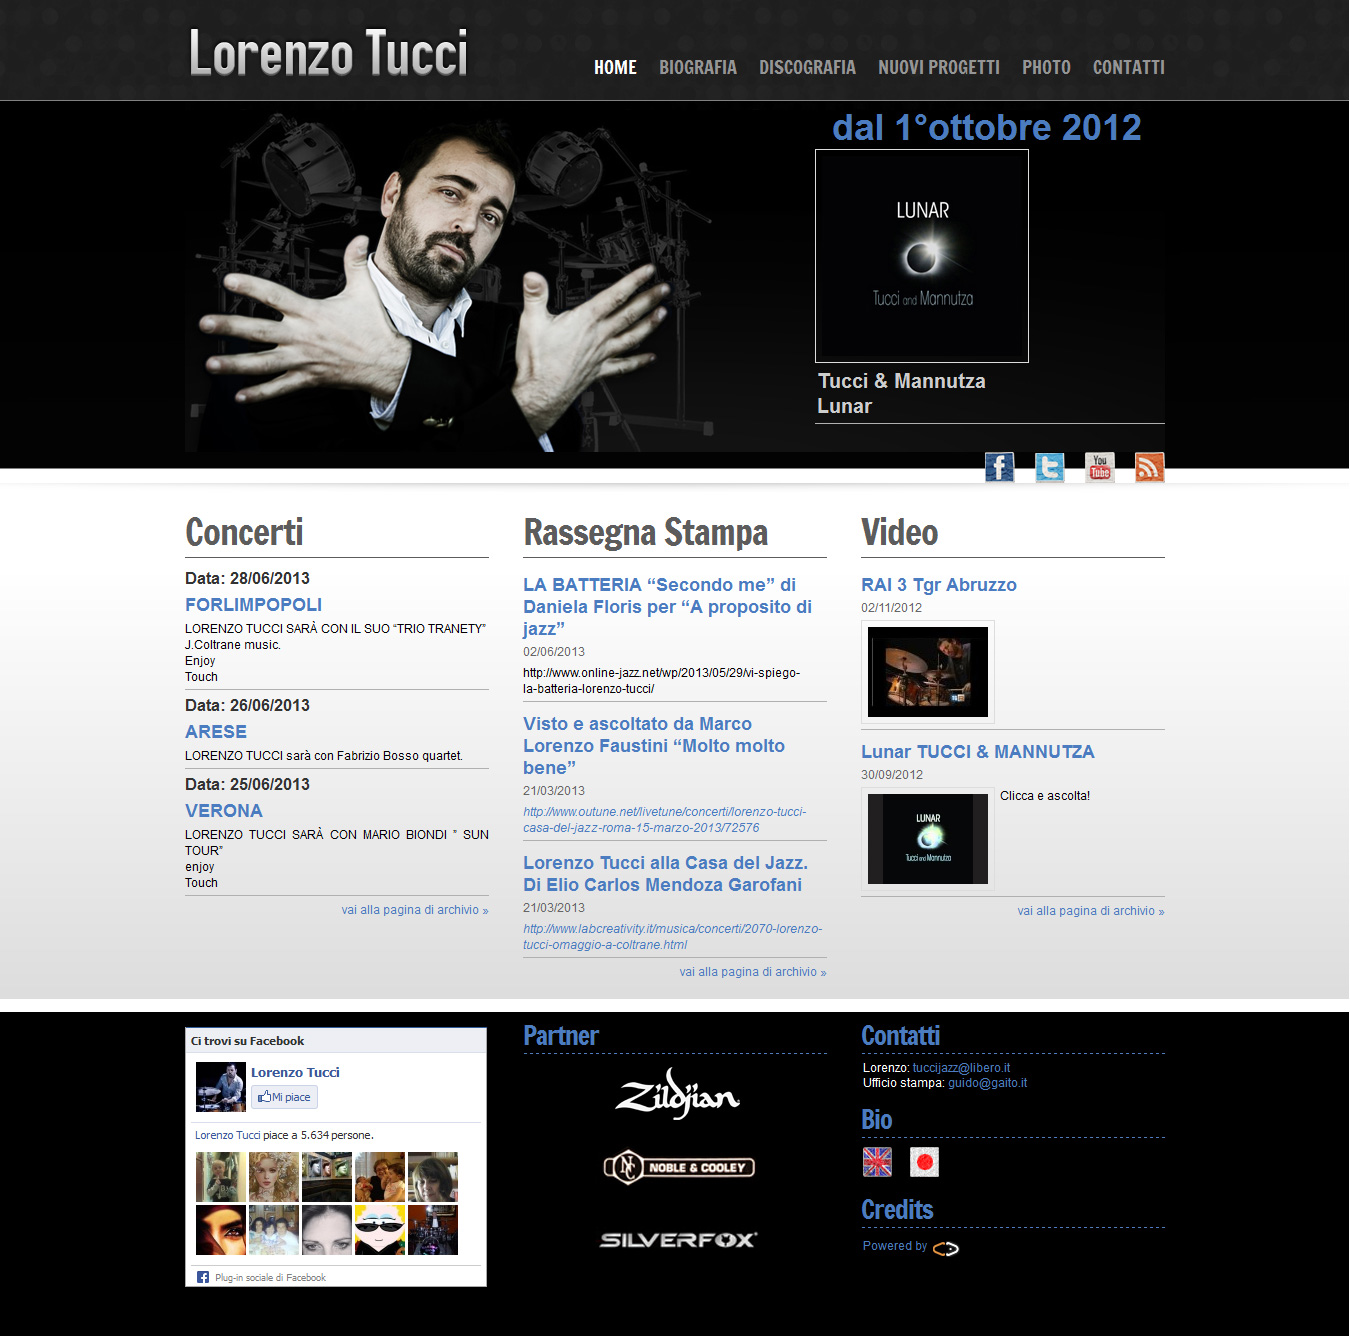 Lorenzo Tucci
HOME BIOGRAFIA DISCOGRAFIA NUOVI PROGETTI PHOTO CONTATTI
dal 1°ottobre 2012
LUNAR
Tucci and Mannutza
Tucci & Mannutza
Lunar
You
Tube
Concerti
Data: 28/06/2013
FORLIMPOPOLI
LORENZO TUCCI SARÀ CON IL SUO “TRIO TRANETY”
J.Coltrane music.
Enjoy
Touch
Data: 26/06/2013
ARESE
LORENZO TUCCI sarà con Fabrizio Bosso quartet.
Data: 25/06/2013
VERONA
LORENZO TUCCI SARÀ CON MARIO BIONDI ” SUN
TOUR”
enjoy
Touch
vai alla pagina di archivio »
Rassegna Stampa
LA BATTERIA “Secondo me” di
Daniela Floris per “A proposito di
jazz”
02/06/2013
http://www.online-jazz.net/wp/2013/05/29/vi-spiego-
la-batteria-lorenzo-tucci/
Visto e ascoltato da Marco
Lorenzo Faustini “Molto molto
bene”
21/03/2013
http://www.outune.net/livetune/concerti/lorenzo-tucci-
casa-del-jazz-roma-15-marzo-2013/72576
Lorenzo Tucci alla Casa del Jazz.
Di Elio Carlos Mendoza Garofani
21/03/2013
http://www.labcreativity.it/musica/concerti/2070-lorenzo-
tucci-omaggio-a-coltrane.html
vai alla pagina di archivio »
Video
RAI 3 Tgr Abruzzo
02/11/2012
Lunar TUCCI & MANNUTZA
30/09/2012
Clicca e ascolta!
LUNAR
Tucci and Mannutza
vai alla pagina di archivio »
Ci trovi su Facebook
Lorenzo Tucci
Mi piace
Lorenzo Tucci piace a 5.634 persone.
Plug-in sociale di Facebook
Partner
Zildjian
NC NOBLE & COOLEY
SILVERFOX
Contatti
Lorenzo: tuccijazz@libero.it
Ufficio stampa: guido@gaito.it
Bio
Credits
Powered by